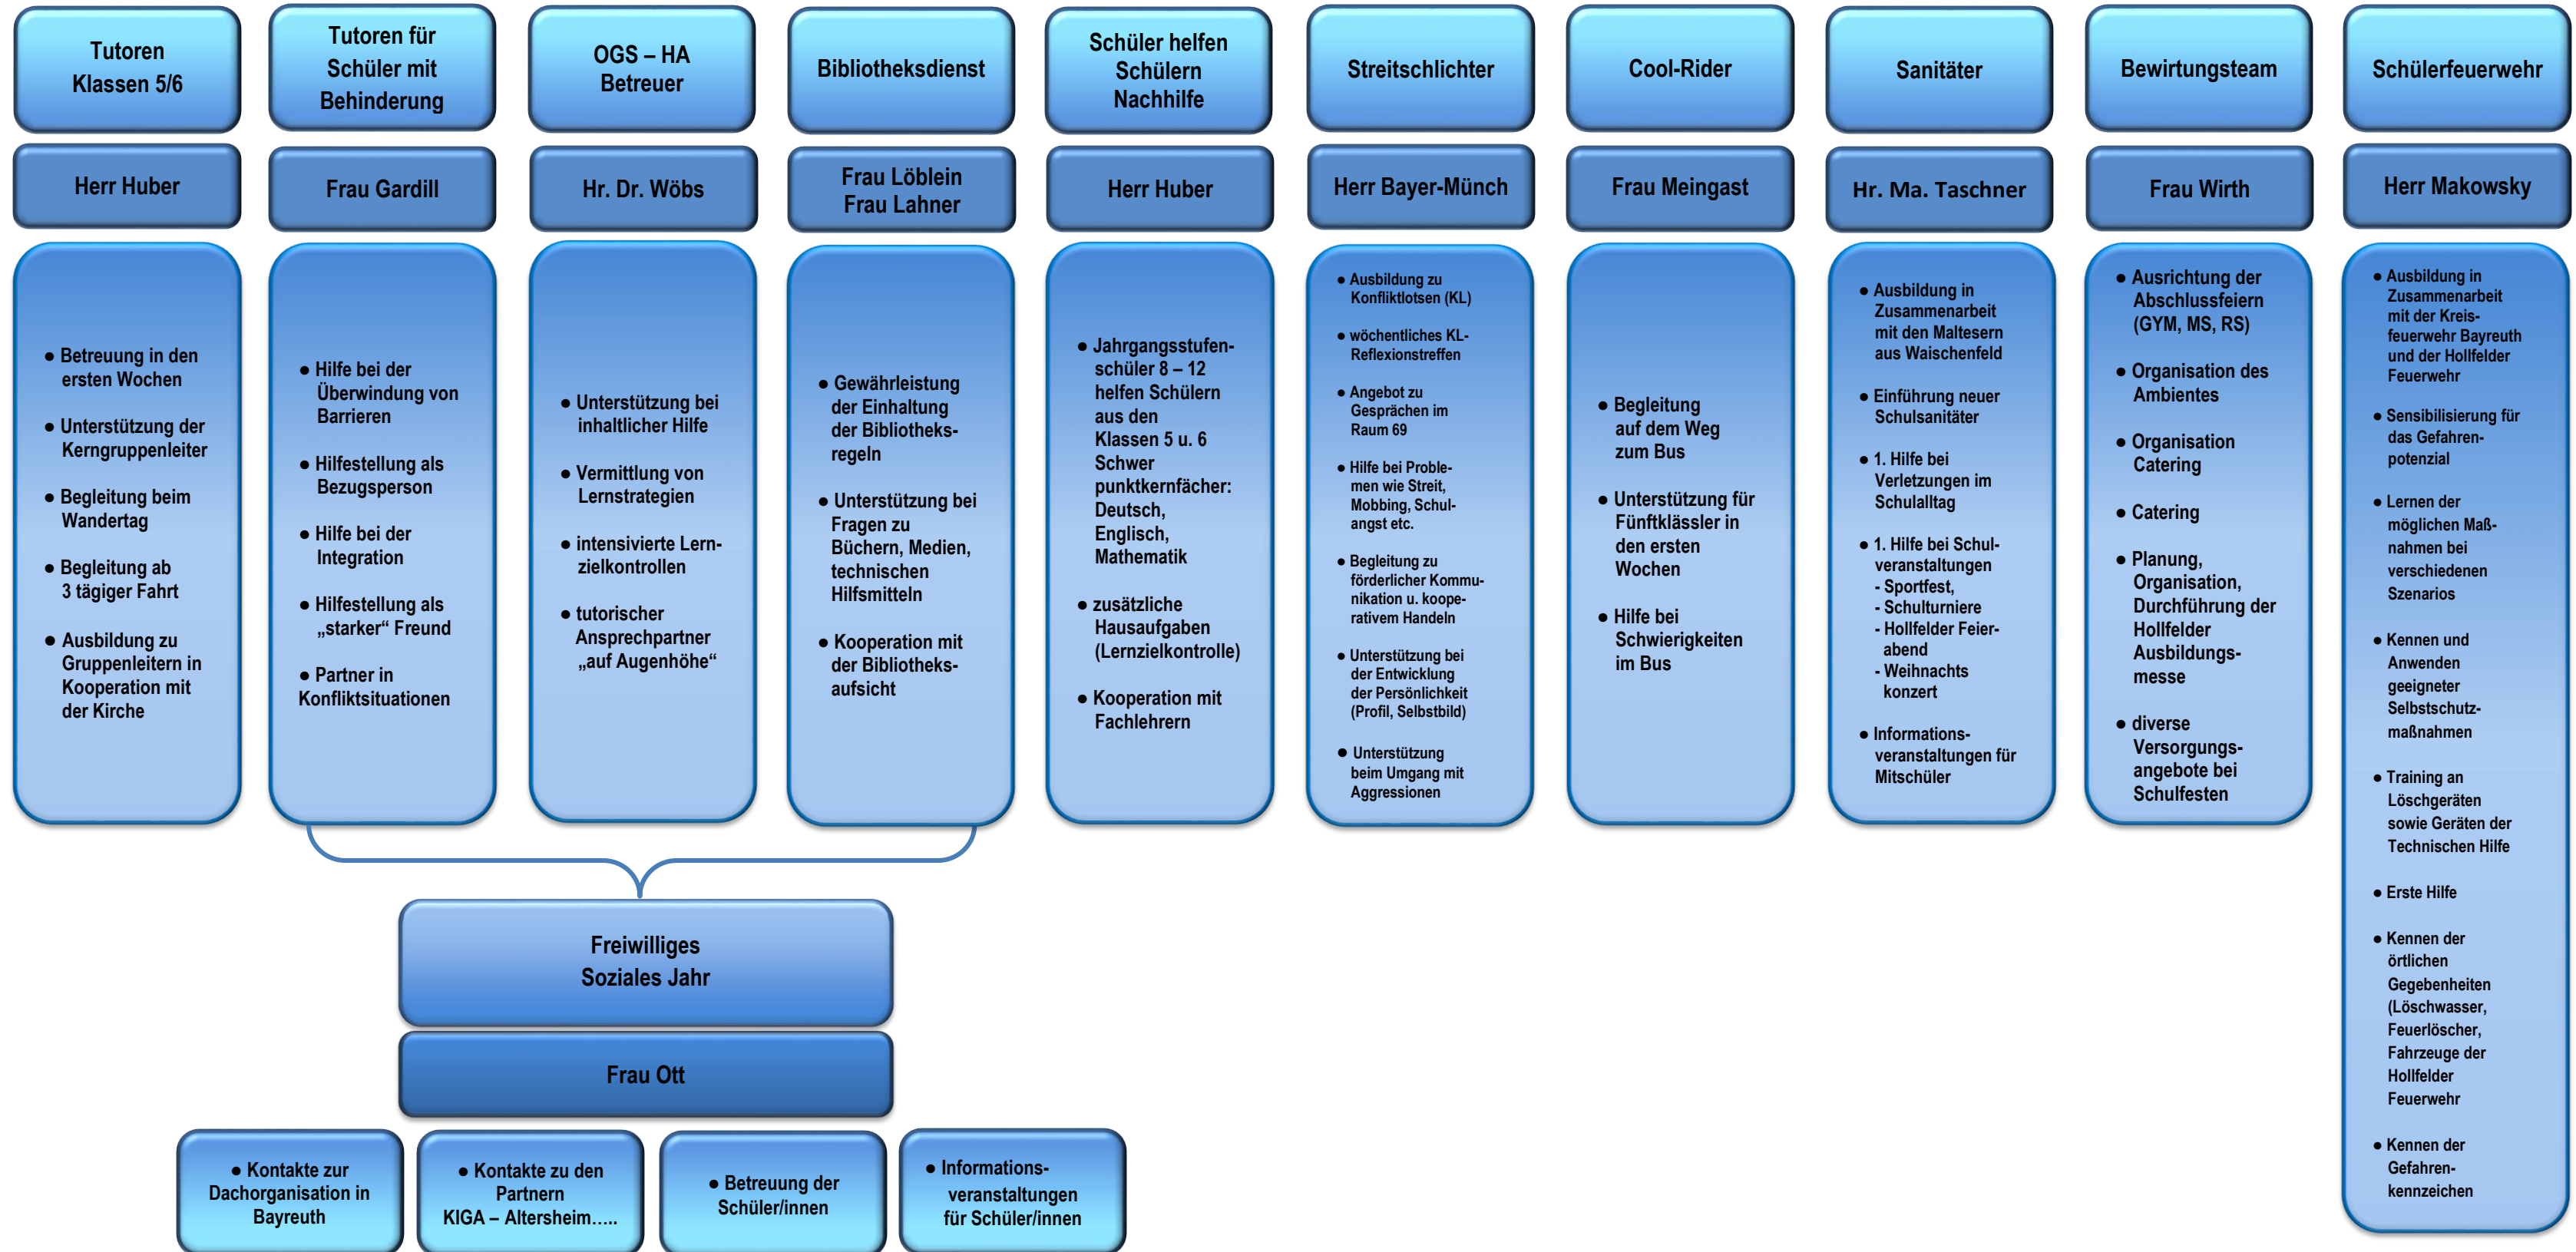 Tutoren
Klassen 5/6
Herr Huber
● Betreuung in den
ersten Wochen
● Unterstützung der
Kerngruppenleiter
● Begleitung beim
Wandertag
● Begleitung ab
3 tägiger Fahrt
● Ausbildung zu
Gruppenleitern in
Kooperation mit
der Kirche
Tutoren für
Schüler mit
Behinderung
Frau Gardill
● Hilfe bei der
Überwindung von
Barrieren
● Hilfestellung als
Bezugsperson
● Hilfe bei der
Integration
● Hilfestellung als
„starker“ Freund
● Partner in
Konfliktsituationen
OGS – HA
Betreuer
Hr. Dr. Wöbs
● Unterstützung bei
inhaltlicher Hilfe
● Vermittlung von
Lernstrategien
● intensivierte Lern-
zielkontrollen
● tutorischer
Ansprechpartner
„auf Augenhöhe“
Bibliotheksdienst
Frau Löblein
Frau Lahner
● Gewährleistung
der Einhaltung
der Bibliotheks-
regeln
● Unterstützung bei
Fragen zu
Büchern, Medien,
technischen
Hilfsmitteln
● Kooperation mit
der Bibliotheks-
aufsicht
Schüler helfen
Schülern
Nachhilfe
Herr Huber
● Jahrgangsstufen-
schüler 8 – 12
helfen Schülern
aus den
Klassen 5 u. 6
Schwer
punktkernfächer:
Deutsch,
Englisch,
Mathematik
● zusätzliche
Hausaufgaben
(Lernzielkontrolle)
● Kooperation mit
Fachlehrern
Streitschlichter
Herr Bayer-Münch
● Ausbildung zu
Konfliktlotsen (KL)
● wöchentliches KL-
Reflexionstreffen
● Angebot zu
Gesprächen im
Raum 69
● Hilfe bei Proble-
men wie Streit,
Mobbing, Schul-
angst etc.
● Begleitung zu
förderlicher Kommu-
nikation u. koope-
rativem Handeln
● Unterstützung bei
der Entwicklung
der Persönlichkeit
(Profil, Selbstbild)
● Unterstützung
beim Umgang mit
Aggressionen
Cool-Rider
Frau Meingast
● Begleitung
auf dem Weg
zum Bus
● Unterstützung für
Fünftklässler in
den ersten
Wochen
● Hilfe bei
Schwierigkeiten
im Bus
Sanitäter
Hr. Ma. Taschner
● Ausbildung in
Zusammenarbeit
mit den Maltesern
aus Waischenfeld
● Einführung neuer
Schulsanitäter
● 1. Hilfe bei
Verletzungen im
Schulalltag
● 1. Hilfe bei Schul-
veranstaltungen
- Sportfest,
- Schulturniere
- Hollfelder Feier-
abend
- Weihnachts
konzert
● Informations-
veranstaltungen für
Mitschüler
Bewirtungsteam
Frau Wirth
● Ausrichtung der
Abschlussfeiern
(GYM, MS, RS)
● Organisation des
Ambientes
● Organisation
Catering
● Catering
● Planung,
Organisation,
Durchführung der
Hollfelder
Ausbildungs-
messe
● diverse
Versorgungs-
angebote bei
Schulfesten
Schülerfeuerwehr
Herr Makowsky
● Ausbildung in
Zusammenarbeit
mit der Kreis-
feuerwehr Bayreuth
und der Hollfelder
Feuerwehr
● Sensibilisierung für
das Gefahren-
potenzial
● Lernen der
möglichen Maß-
nahmen bei
verschiedenen
Szenarios
● Kennen und
Anwenden
geeigneter
Selbstschutz-
maßnahmen
● Training an
Löschgeräten
sowie Geräten der
Technischen Hilfe
● Erste Hilfe
● Kennen der
örtlichen
Gegebenheiten
(Löschwasser,
Feuerlöscher,
Fahrzeuge der
Hollfelder
Feuerwehr
● Kennen der
Gefahren-
kennzeichen
Freiwilliges
Soziales Jahr
Frau Ott
● Kontakte zur
Dachorganisation in
Bayreuth
● Kontakte zu den
Partnern
KIGA – Altersheim…..
● Betreuung der
Schüler/innen
● Informations-
veranstaltungen
für Schüler/innen